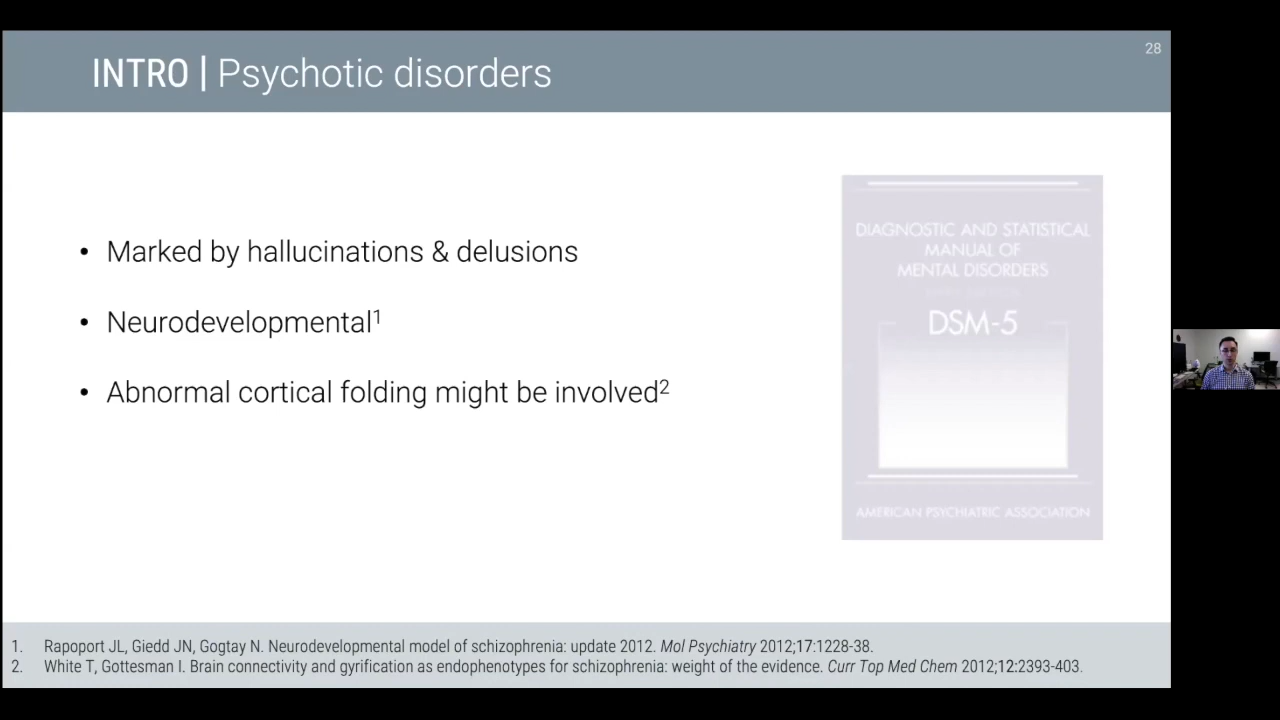 28
INTRO | Psychotic disorders
• Marked by hallucinations & delusions
• Neurodevelopmental1
• Abnormal cortical folding might be involved2
DIAGNOSTIC AND STATISTICAL
MANUAL OF
MENTAL DISORDERS
DSM-5
AMERICAN PSYCHIATRIC ASSOCIATION
1. Rapoport JL, Giedd JN, Gogtay N. Neurodevelopmental model of schizophrenia: update 2012. Mol Psychiatry 2012;17:1228-38.
2. White T, Gottesman I. Brain connectivity and gyrification as endophenotypes for schizophrenia: weight of the evidence. Curr Top Med Chem 2012;12:2393-403.